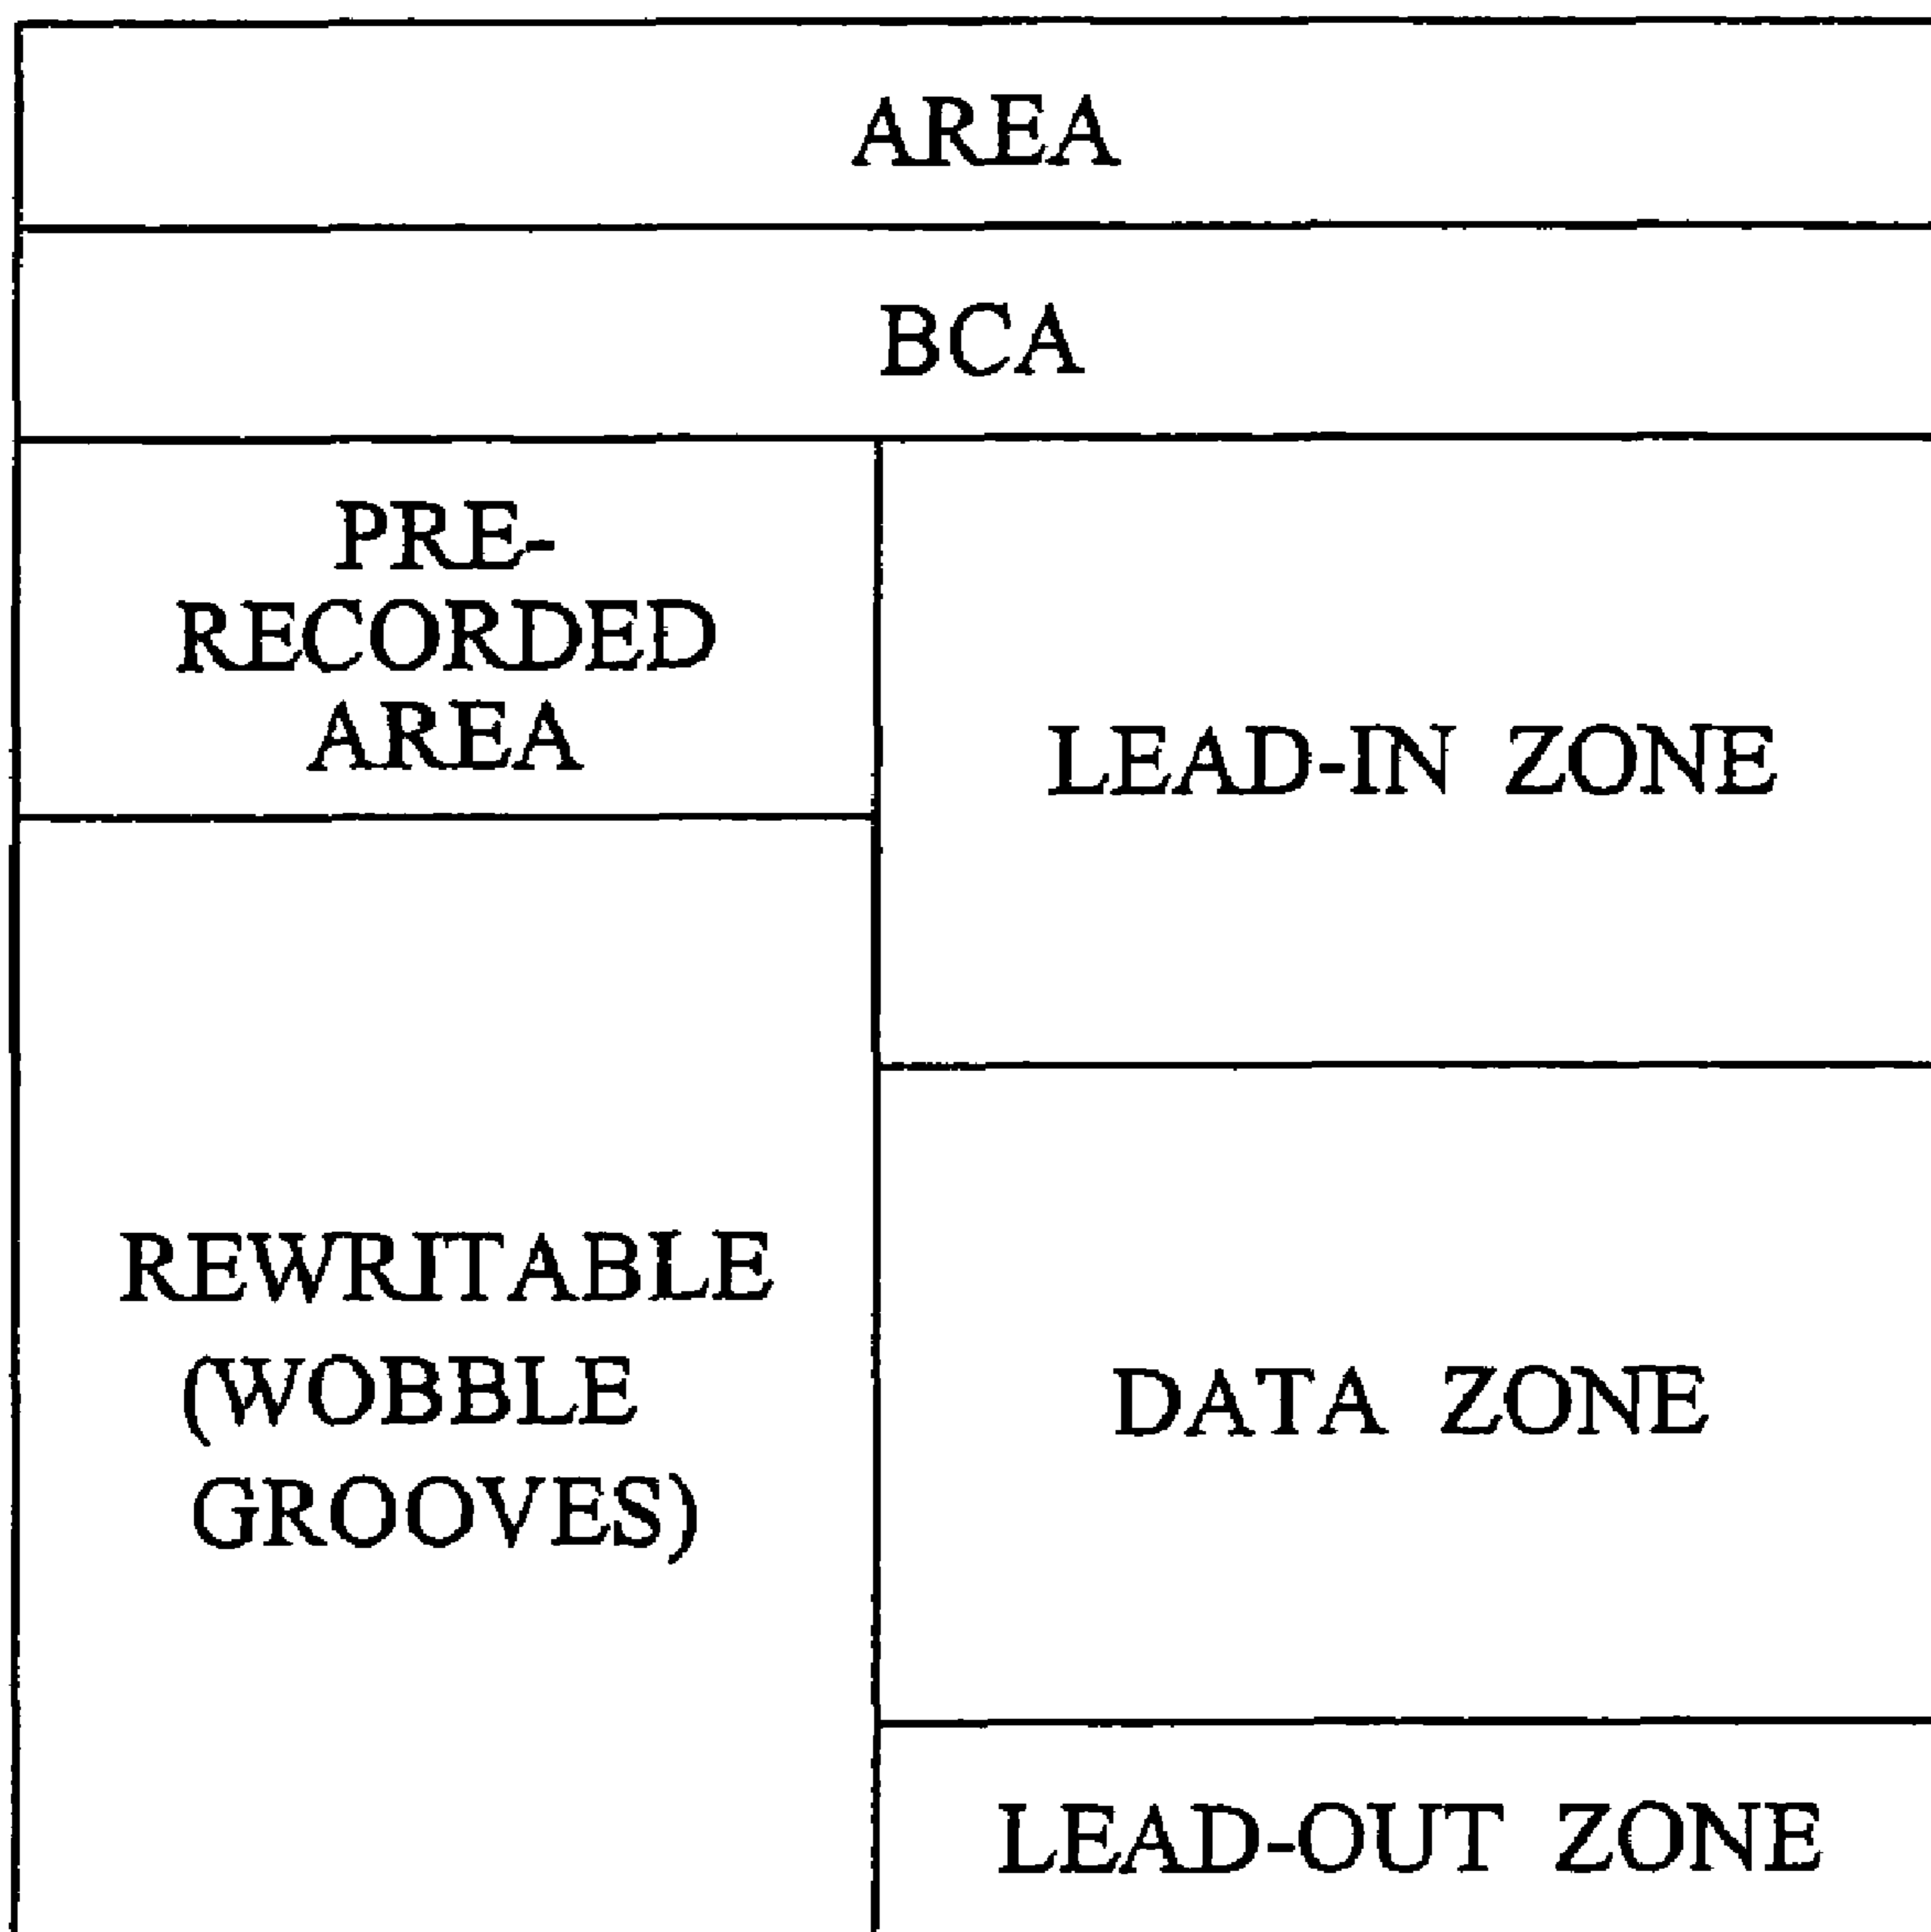 AREA
BCA
PRE-
RECORDED
AREA
LEAD-IN ZONE
REWRITABLE
(WOBBLE
GROOVES)
DATA ZONE
LEAD-OUT ZONE